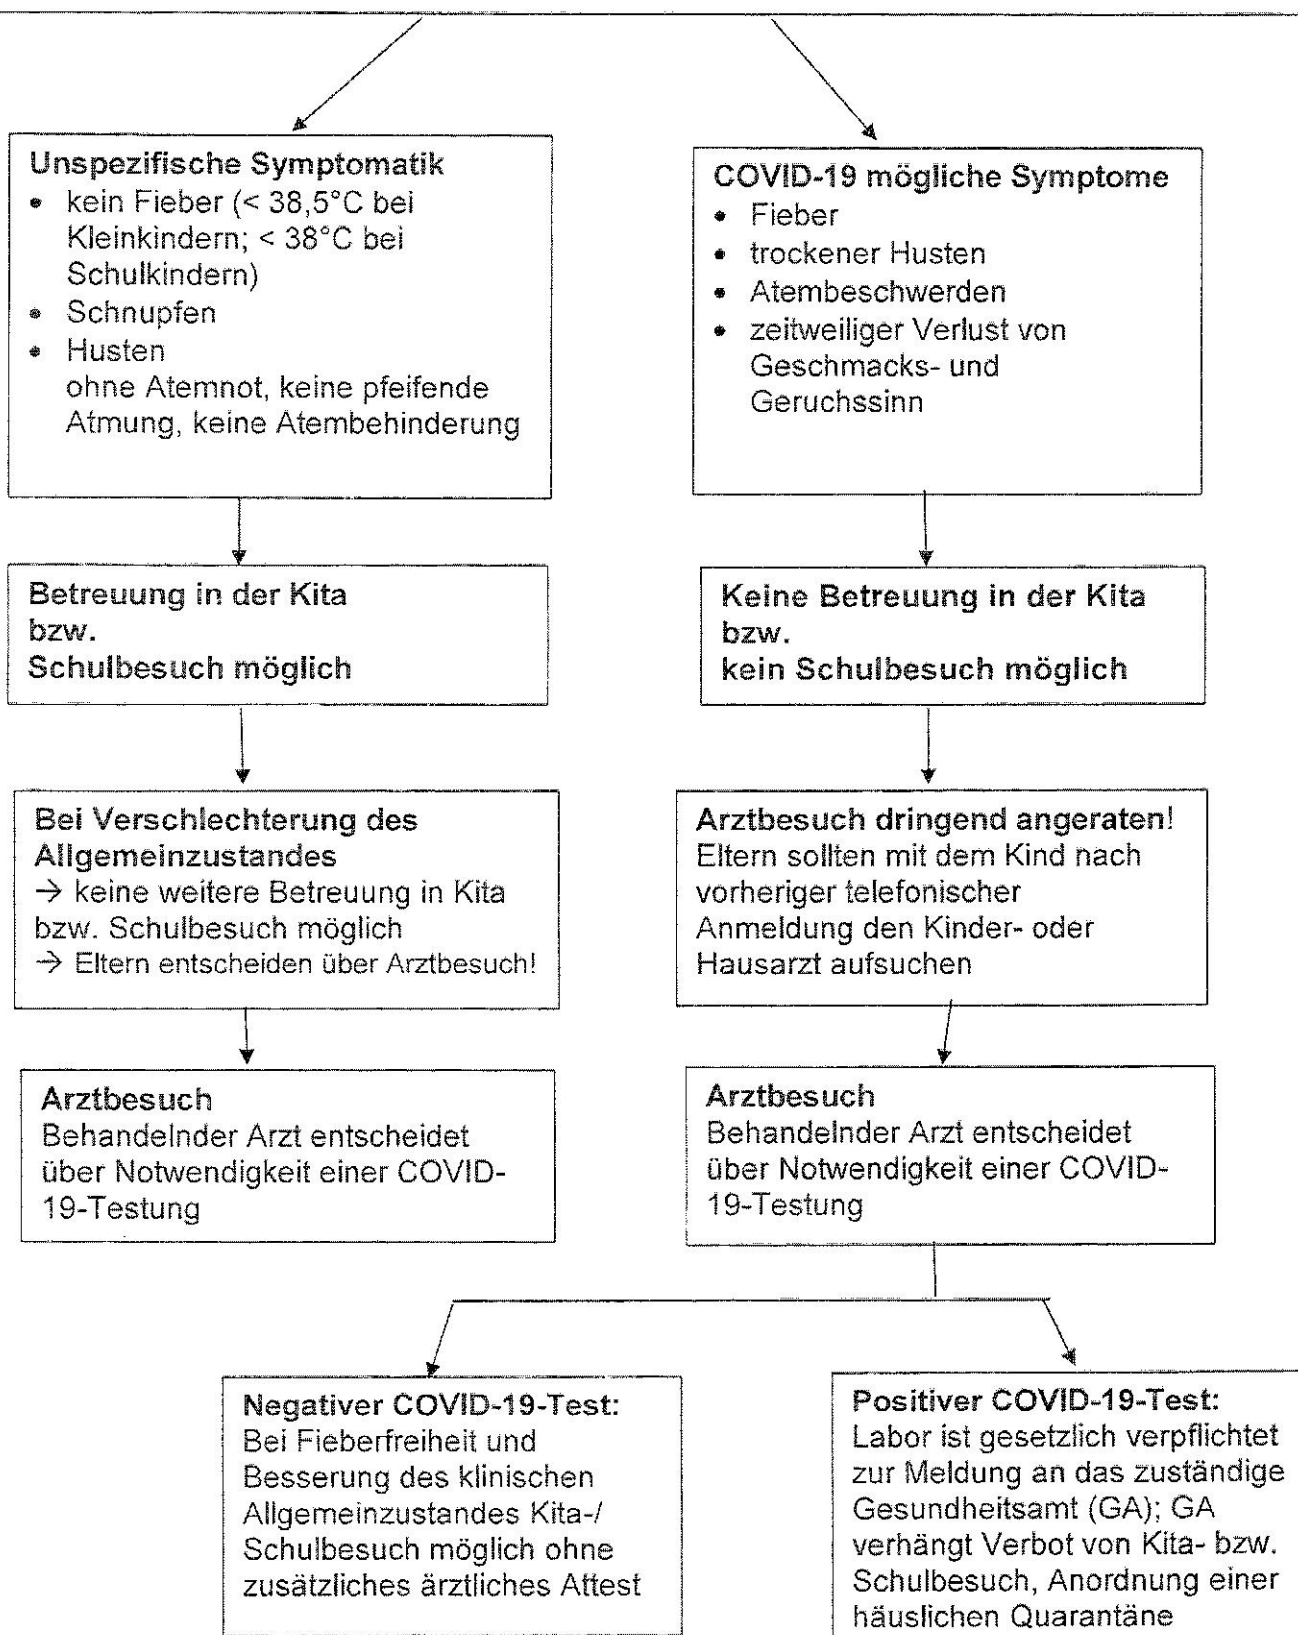 Unspezifische Symptomatik
• kein Fieber (< 38,5°C bei
Kleinkindern; < 38°C bei
Schulkindern)
• Schnupfen
• Husten
ohne Atemnot, keine pfeifende
Atmung, keine Atembehinderung
COVID-19 mögliche Symptome
• Fieber
• trockener Husten
• Atembeschwerden
• zeitweiliger Verlust von
Geschmacks- und
Geruchssinn
Betreuung in der Kita
bzw.
Schulbesuch möglich
Keine Betreuung in der Kita
bzw.
kein Schulbesuch möglich
Bei Verschlechterung des
Allgemeinzustandes
→ keine weitere Betreuung in Kita
bzw. Schulbesuch möglich
→ Eltern entscheiden über Arztbesuch!
Arztbesuch dringend angeraten!
Eltern sollten mit dem Kind nach
vorheriger telefonischer
Anmeldung den Kinder- oder
Hausarzt aufsuchen
Arztbesuch
Behandelnder Arzt entscheidet
über Notwendigkeit einer COVID-
19-Testung
Arztbesuch
Behandelnder Arzt entscheidet
über Notwendigkeit einer COVID-
19-Testung
Negativer COVID-19-Test:
Bei Fieberfreiheit und
Besserung des klinischen
Allgemeinzustandes Kita-/
Schulbesuch möglich ohne
zusätzliches ärztliches Attest
Positiver COVID-19-Test:
Labor ist gesetzlich verpflichtet
zur Meldung an das zuständige
Gesundheitsamt (GA); GA
verhängt Verbot von Kita- bzw.
Schulbesuch, Anordnung einer
häuslichen Quarantäne